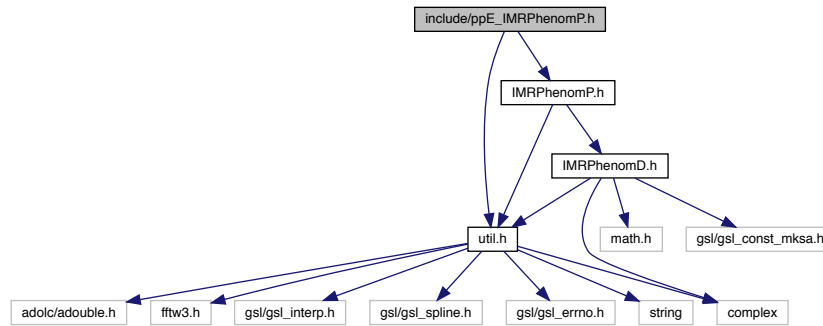 include/ppE_IMRPhenomP.h
IMRPhenomP.h
IMRPhenomD.h
util.h
math.h
gsl/gsl_const_mksa.h
adolc/adouble.h
fftw3.h
gsl/gsl_interp.h
gsl/gsl_spline.h
gsl/gsl_errno.h
string
complex